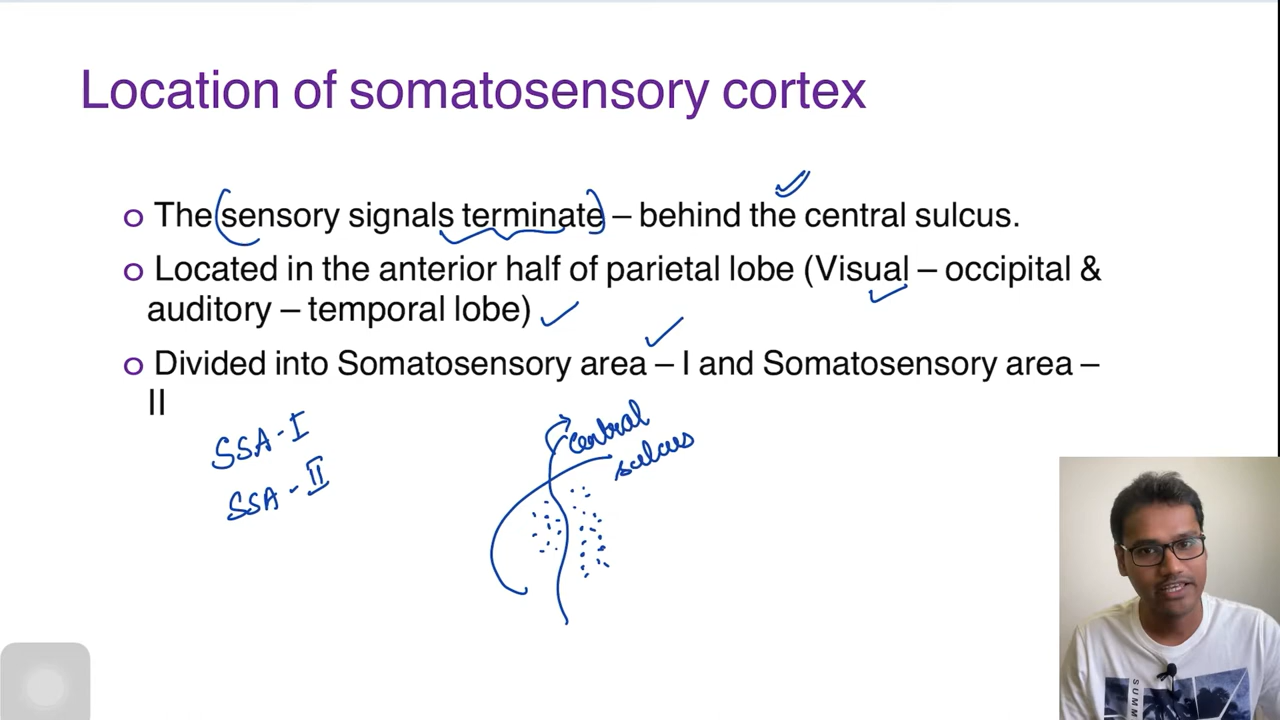 Location of somatosensory cortex
o The sensory signals terminate – behind the central sulcus.
o Located in the anterior half of parietal lobe (Visual – occipital &
auditory – temporal lobe)
o Divided into Somatosensory area – I and Somatosensory area –
II
SSA - I
SSA - II
central
sulcus
SUMM